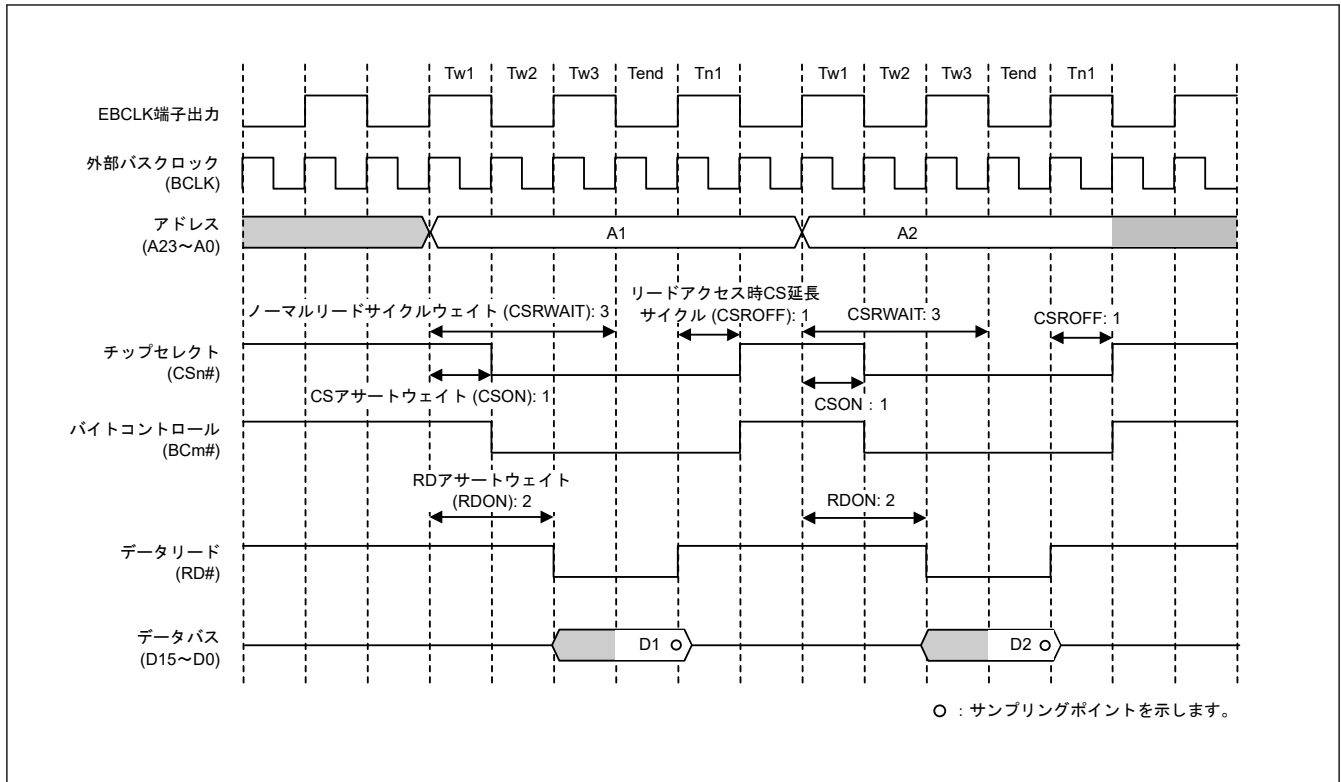 Tw1 Tw2 Tw3 Tend Tn1 Tw1 Tw2 Tw3 Tend Tn1
EBCLK端子出力
外部バスクロック
(BCLK)
アドレス
(A23～A0)
A1 A2
ノーマルリードサイクルウェイト (CSRWAIT): 3
リードアクセス時CS延長
サイクル (CSROFF): 1
CSRWAIT: 3
CSROFF: 1
チップセレクト
(CSn#)
CSアサートウェイト (CSON): 1
CSON : 1
バイトコントロール
(BCm#)
RDアサートウェイト
(RDON): 2
RDON: 2
データリード
(RD#)
データバス
(D15～D0)
D1 D2
：サンプリングポイントを示します。